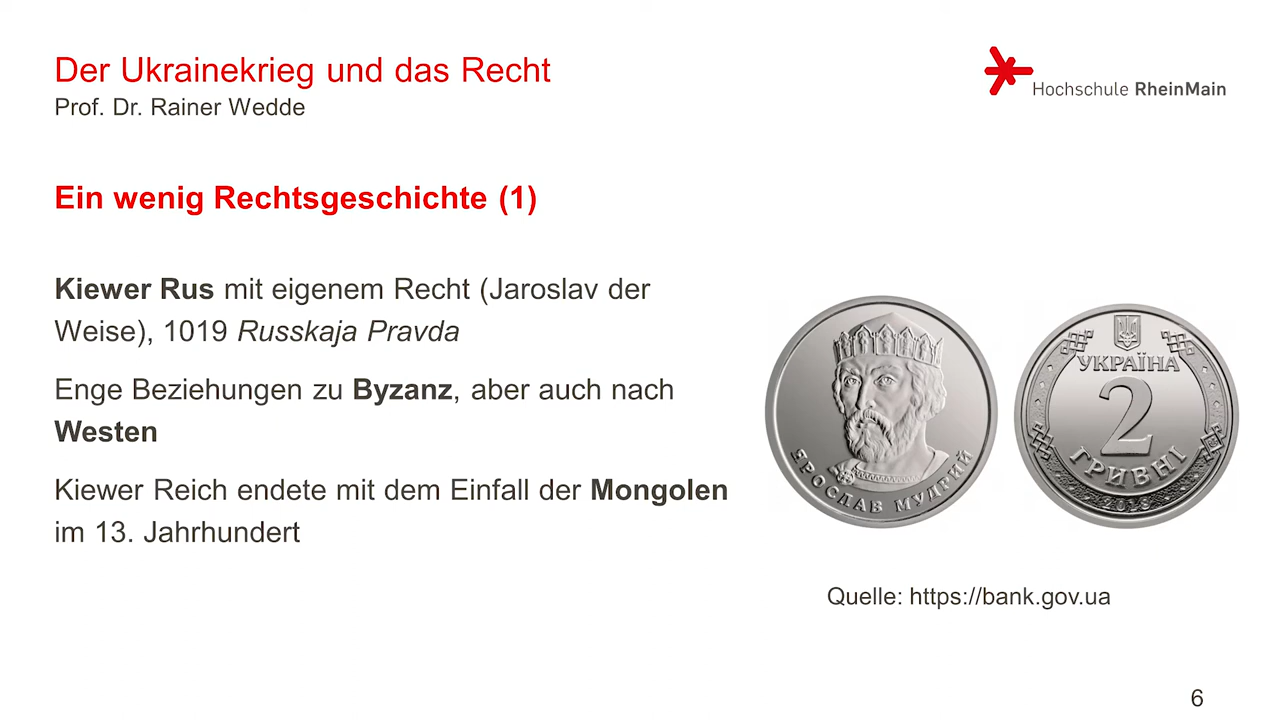 Der Ukrainekrieg und das Recht
Prof. Dr. Rainer Wedde
Hochschule RheinMain
Ein wenig Rechtsgeschichte (1)
Kiewer Rus mit eigenem Recht (Jaroslav der
Weise), 1019 Russkaja Pravda
Enge Beziehungen zu Byzanz, aber auch nach
Westen
Kiewer Reich endete mit dem Einfall der Mongolen
im 13. Jahrhundert
ЯРОСЛАВ МУДРИЙ
УКРАЇНА
2
ГРИВНІ
2018
Quelle: https://bank.gov.ua
6